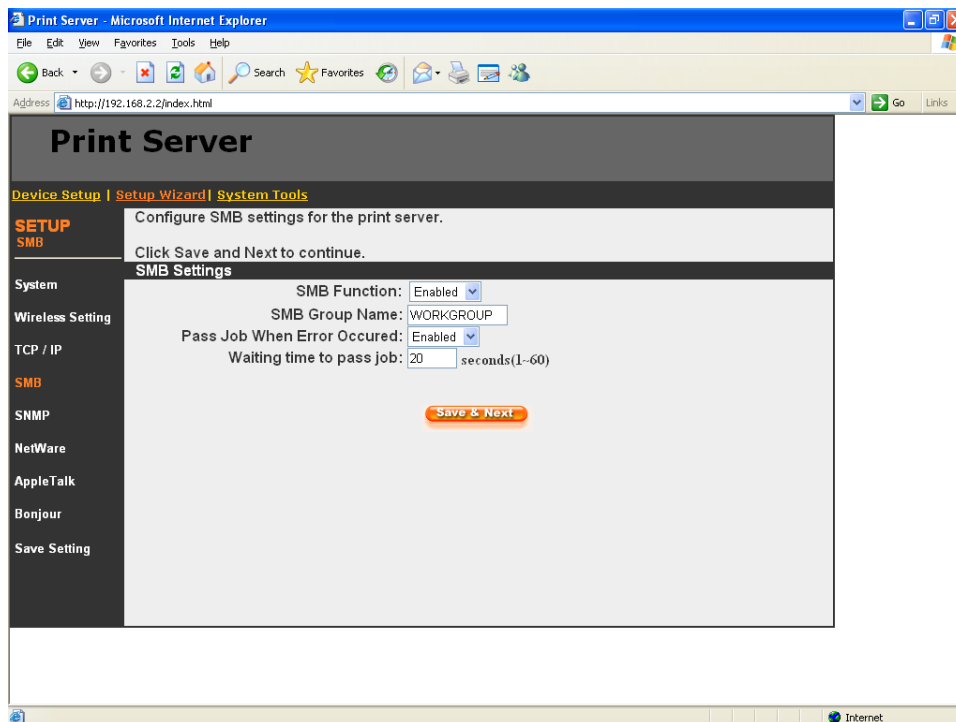 Print Server - Microsoft Internet Explorer
File Edit View Favorites Tools Help
Back Search Favorites
Address http://192.168.2.2/index.html Go Links
Print Server
Device Setup | Setup Wizard | System Tools
SETUP
SMB
System
Wireless Setting
TCP / IP
SMB
SNMP
NetWare
AppleTalk
Bonjour
Save Setting
Configure SMB settings for the print server.
Click Save and Next to continue.
SMB Settings
SMB Function: Enabled
SMB Group Name: WORKGROUP
Pass Job When Error Occured: Enabled
Waiting time to pass job: 20 seconds(1~60)
Save & Next
Internet